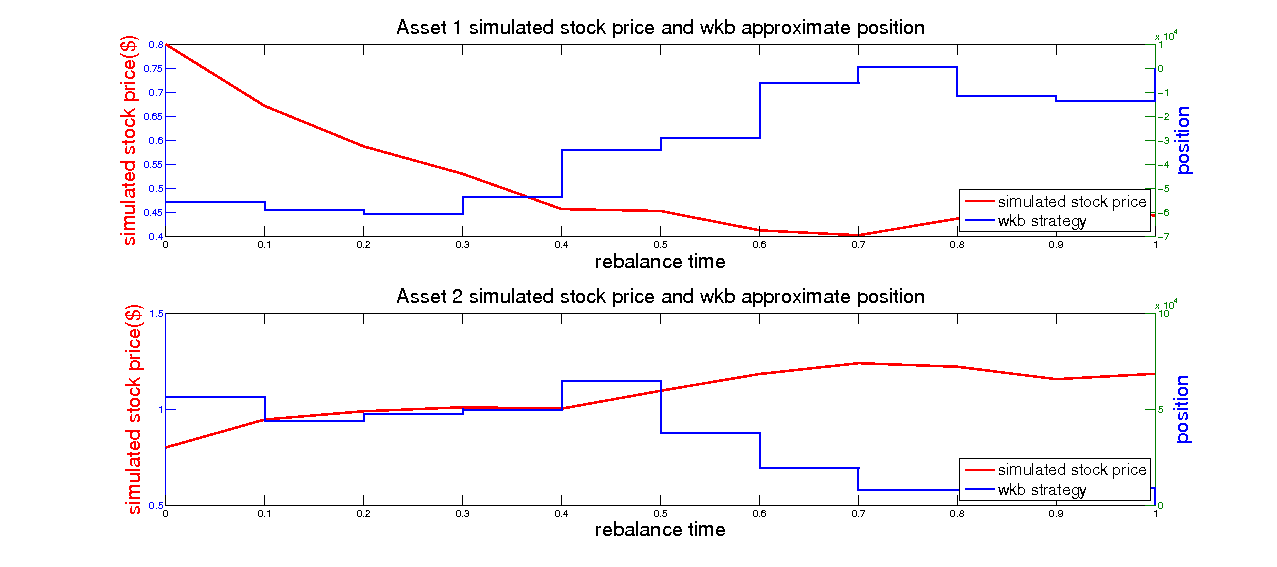 Asset 1 simulated stock price and wkb approximate position
x 10^4
simulated stock price($)
0.8
0.75
0.7
0.65
0.6
0.55
0.5
0.45
0.4
1
0
−1
−2
−3
−4
−5
−6
−7
position
simulated stock price
wkb strategy
0 0.1 0.2 0.3 0.4 0.5 0.6 0.7 0.8 0.9 1
rebalance time
Asset 2 simulated stock price and wkb approximate position
x 10^4
simulated stock price($)
1.5
1
0.5
10
5
0
position
simulated stock price
wkb strategy
0 0.1 0.2 0.3 0.4 0.5 0.6 0.7 0.8 0.9 1
rebalance time